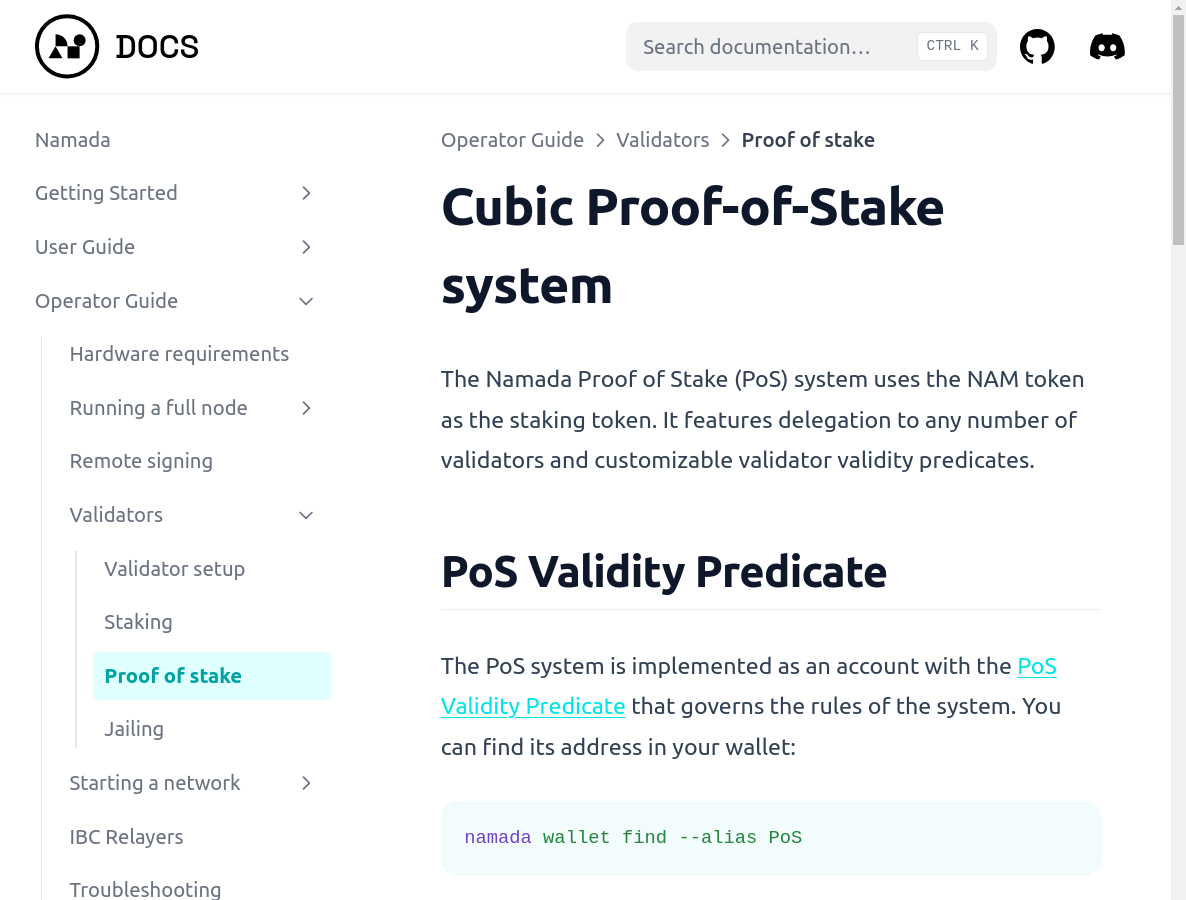 DOCS
Search documentation…
CTRL K
Namada
Getting Started
User Guide
Operator Guide
Hardware requirements
Running a full node
Remote signing
Validators
Validator setup
Staking
Proof of stake
Jailing
Starting a network
IBC Relayers
Troubleshooting
Operator Guide > Validators > Proof of stake
Cubic Proof-of-Stake
system
The Namada Proof of Stake (PoS) system uses the NAM token
as the staking token. It features delegation to any number of
validators and customizable validator validity predicates.
PoS Validity Predicate
The PoS system is implemented as an account with the PoS
Validity Predicate that governs the rules of the system. You
can find its address in your wallet:
namada wallet find --alias PoS